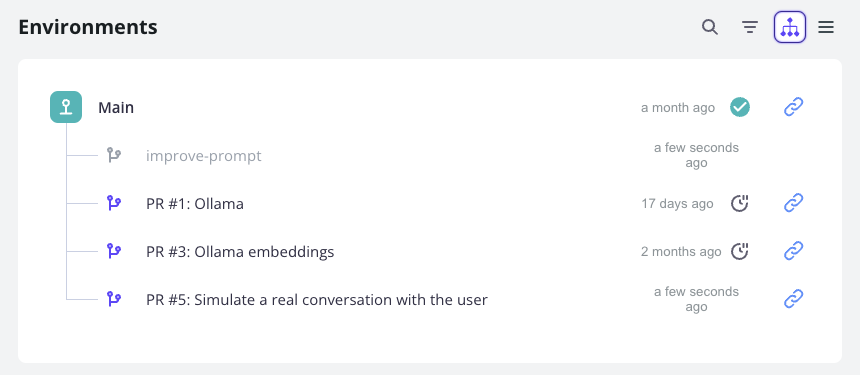 Environments
Main
a month ago
improve-prompt
a few seconds
ago
PR #1: Ollama
17 days ago
PR #3: Ollama embeddings
2 months ago
PR #5: Simulate a real conversation with the user
a few seconds
ago